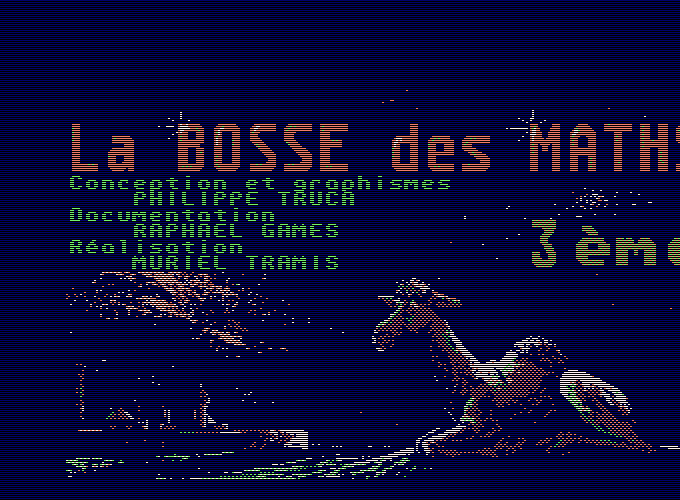 La BOSSE des MATHS
Conception et graphismes
PHILIPPE TRUCA
Documentation
RAPHAEL GAMES
Réalisation
MURIEL TRAMIS
3ème